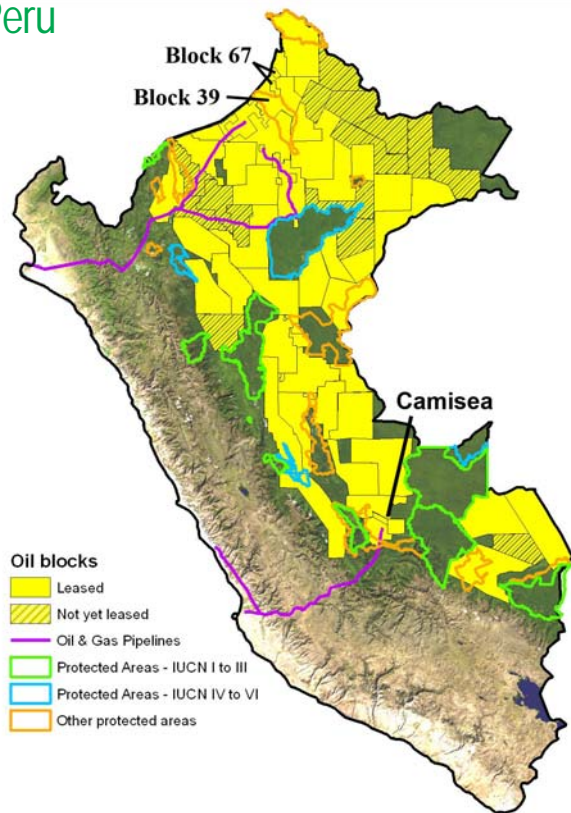 Peru
Block 67
Block 39
Camisea
Oil blocks
Leased
Not yet leased
Oil & Gas Pipelines
Protected Areas - IUCN I to III
Protected Areas - IUCN IV to VI
Other protected areas